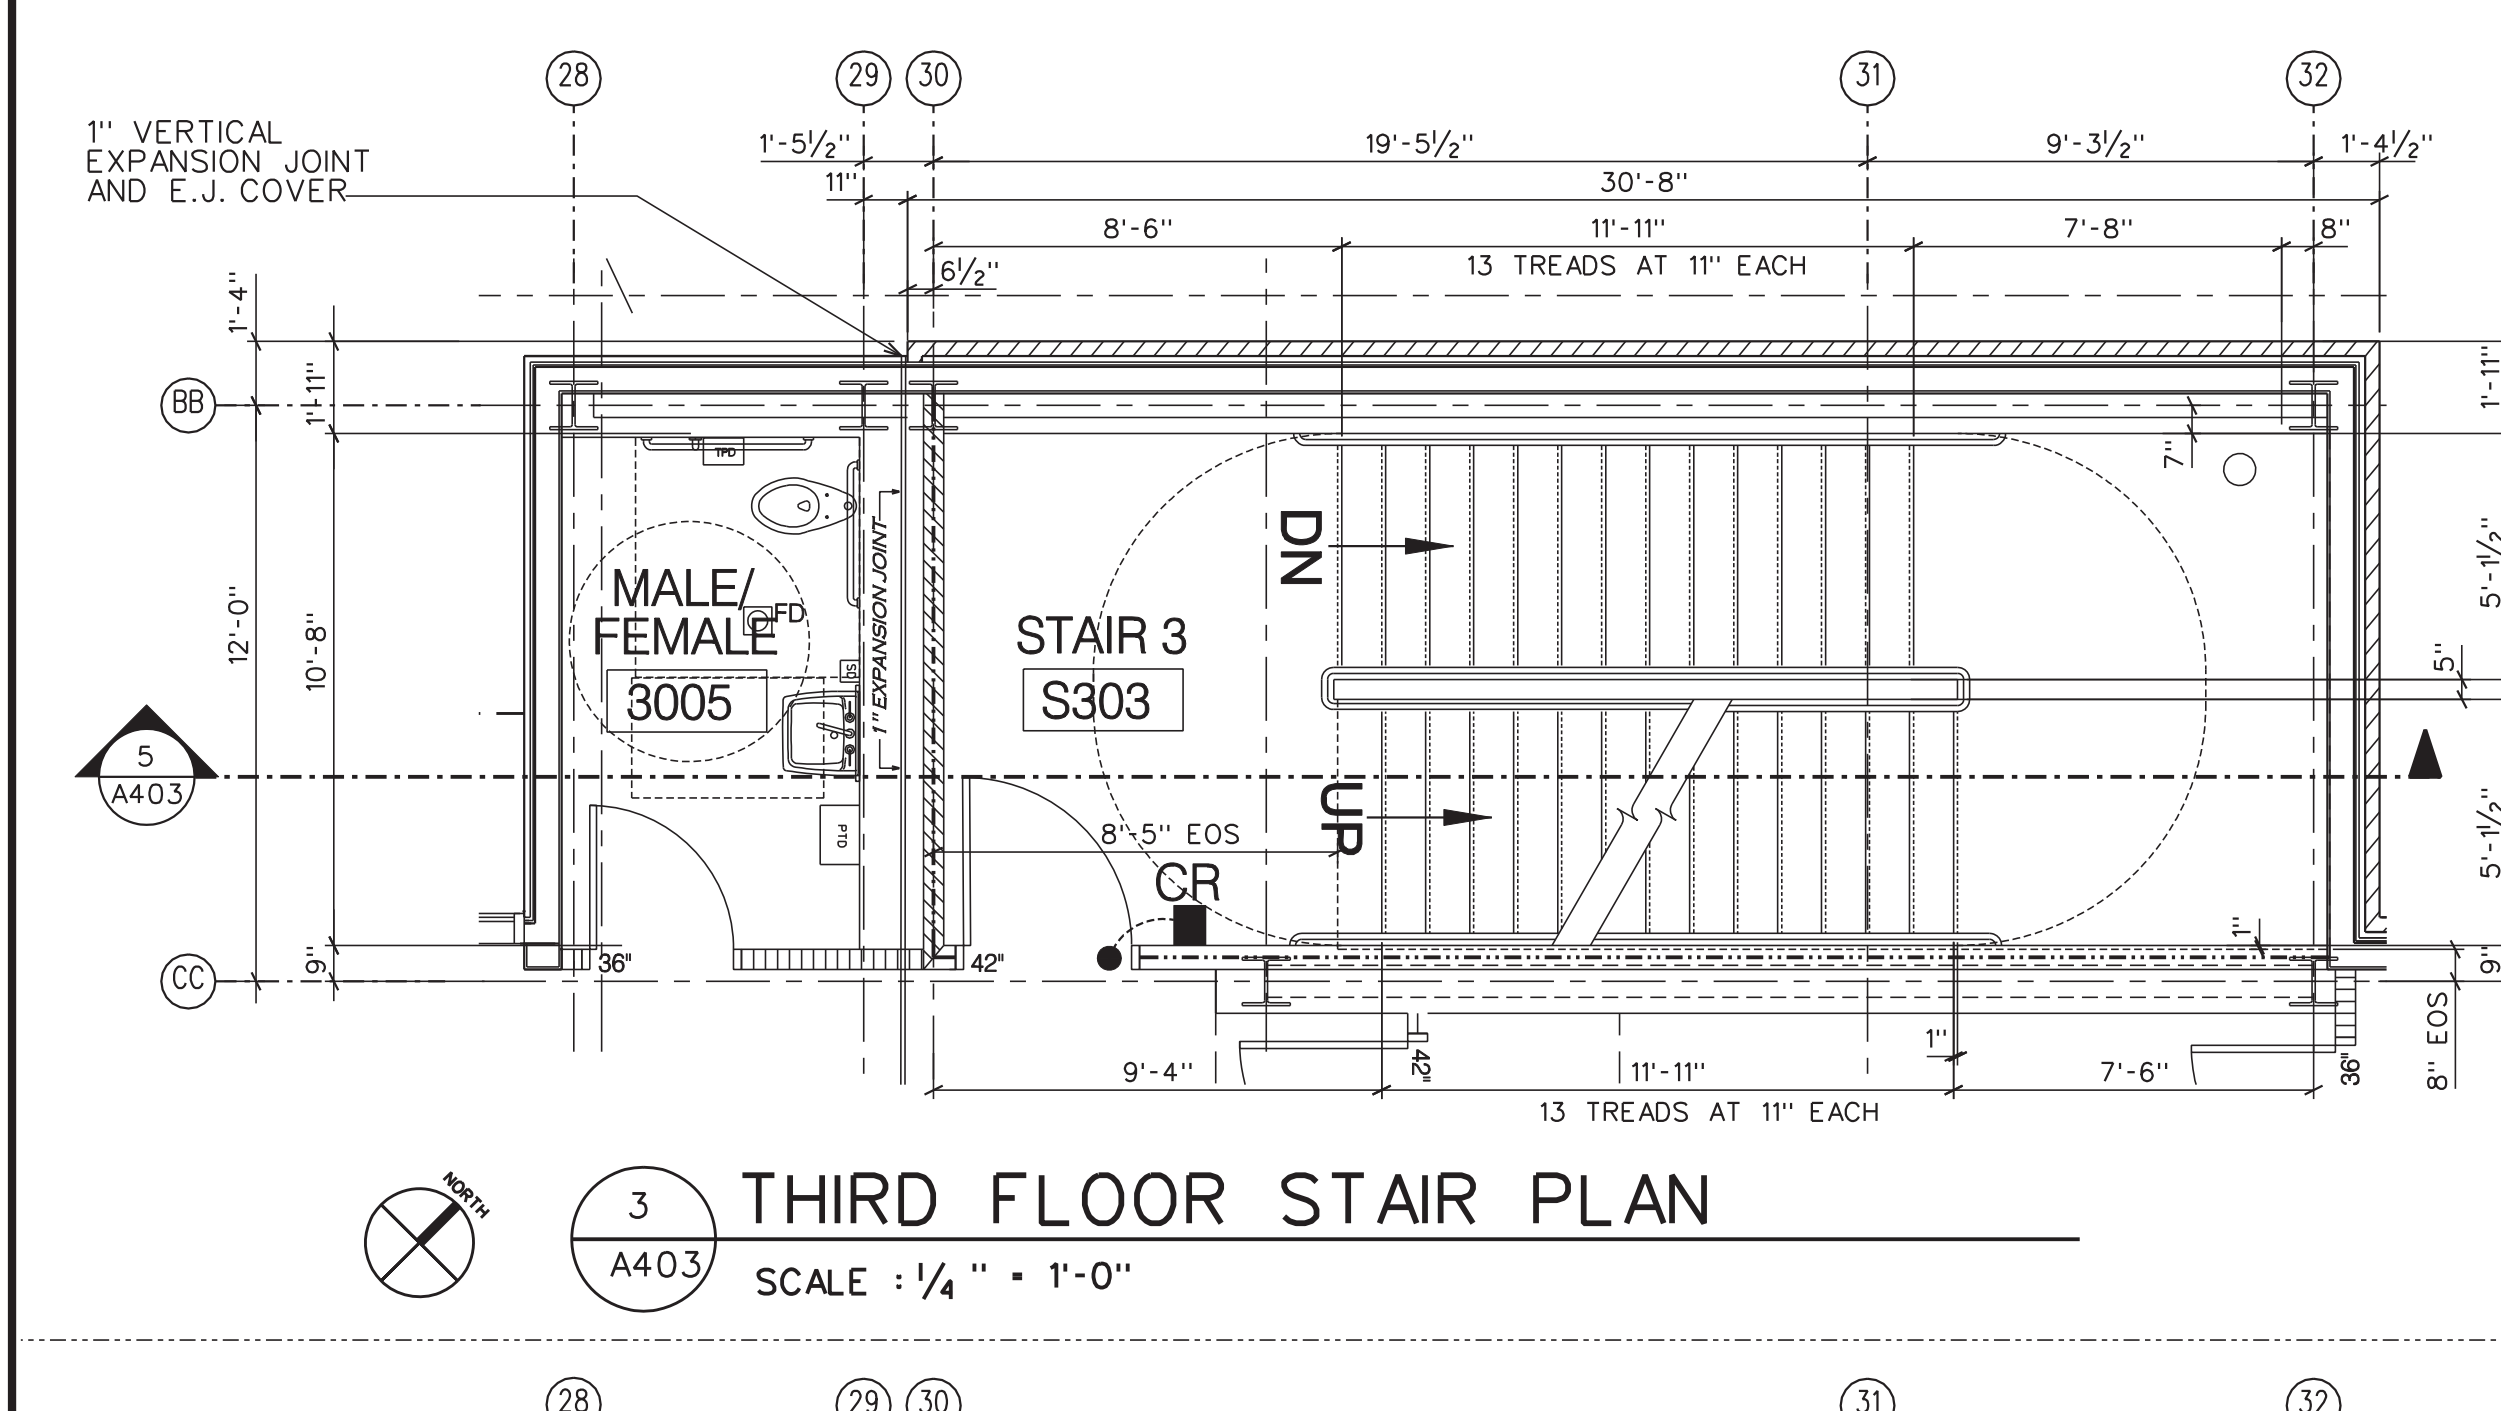 28 29 30 31 32
1" VERTICAL
EXPANSION JOINT
AND E.J. COVER
1'-5½" 19'-5½" 9'-3½" 1'-4½"
11" 30'-8"
8'-6" 11'-11" 7'-8" 8"
13 TREADS AT 11" EACH
6½"
1'-4"
1'-11"
1'-11"
BB
TPD
7"
DN
5'-1½"
MALE/
FEMALE
FD
1" EXPANSION JOINT
12'-0"
10'-8"
STAIR 3
SD
3005
S303
5"
5
A403
UP
8'-5" EOS
PTD
5'-1½"
CR
1"
9"
36"
42"
9"
CC
8" EOS
1"
42"
36"
9'-4" 11'-11" 7'-6"
13 TREADS AT 11" EACH
NORTH
3
A403
THIRD FLOOR STAIR PLAN
SCALE : ¼" = 1'-0"
28 29 30 31 32